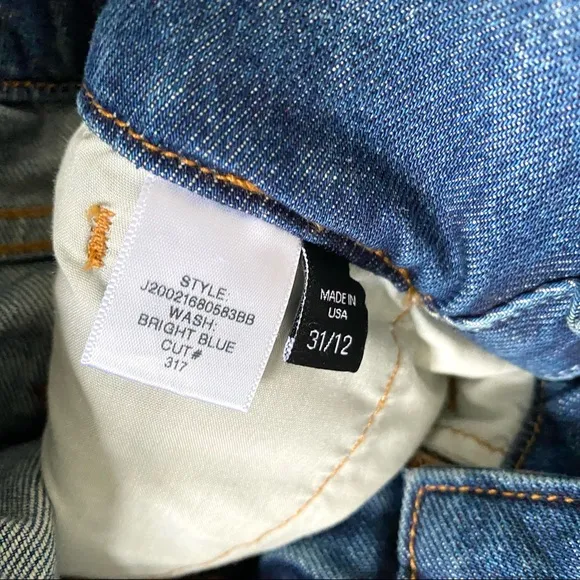 STYLE:
J20021680583BB
WASH:
BRIGHT BLUE
CUT#
317
MADE IN
USA
31/12